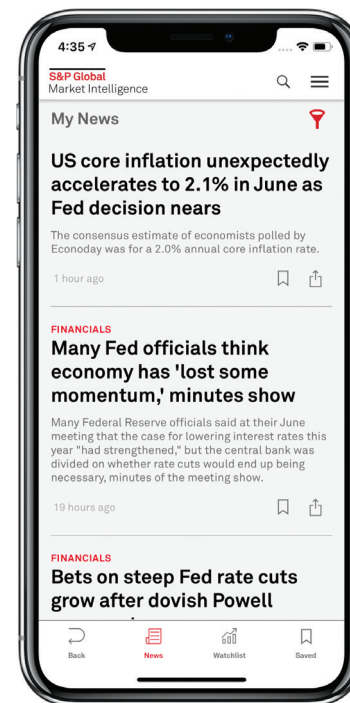 4:35
S&P Global
Market Intelligence
My News
US core inflation unexpectedly
accelerates to 2.1% in June as
Fed decision nears
The consensus estimate of economists polled by
Econoday was for a 2.0% annual core inflation rate.
1 hour ago
FINANCIALS
Many Fed officials think
economy has 'lost some
momentum,' minutes show
Many Federal Reserve officials said at their June
meeting that the case for lowering interest rates this
year "had strengthened," but the central bank was
divided on whether rate cuts would end up being
necessary, minutes of the meeting show.
19 hours ago
FINANCIALS
Bets on steep Fed rate cuts
grow after dovish Powell
Back News Watchlist Saved